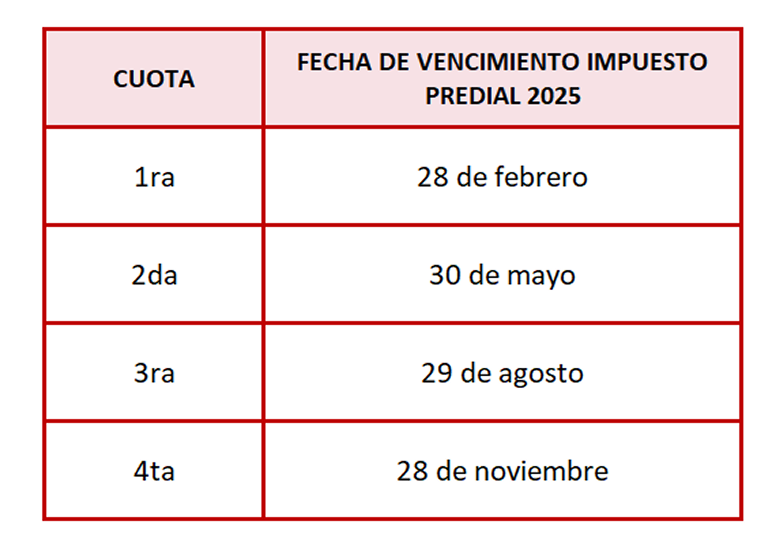 CUOTA
FECHA DE VENCIMIENTO IMPUESTO
PREDIAL 2025
1ra
28 de febrero
2da
30 de mayo
3ra
29 de agosto
4ta
28 de noviembre